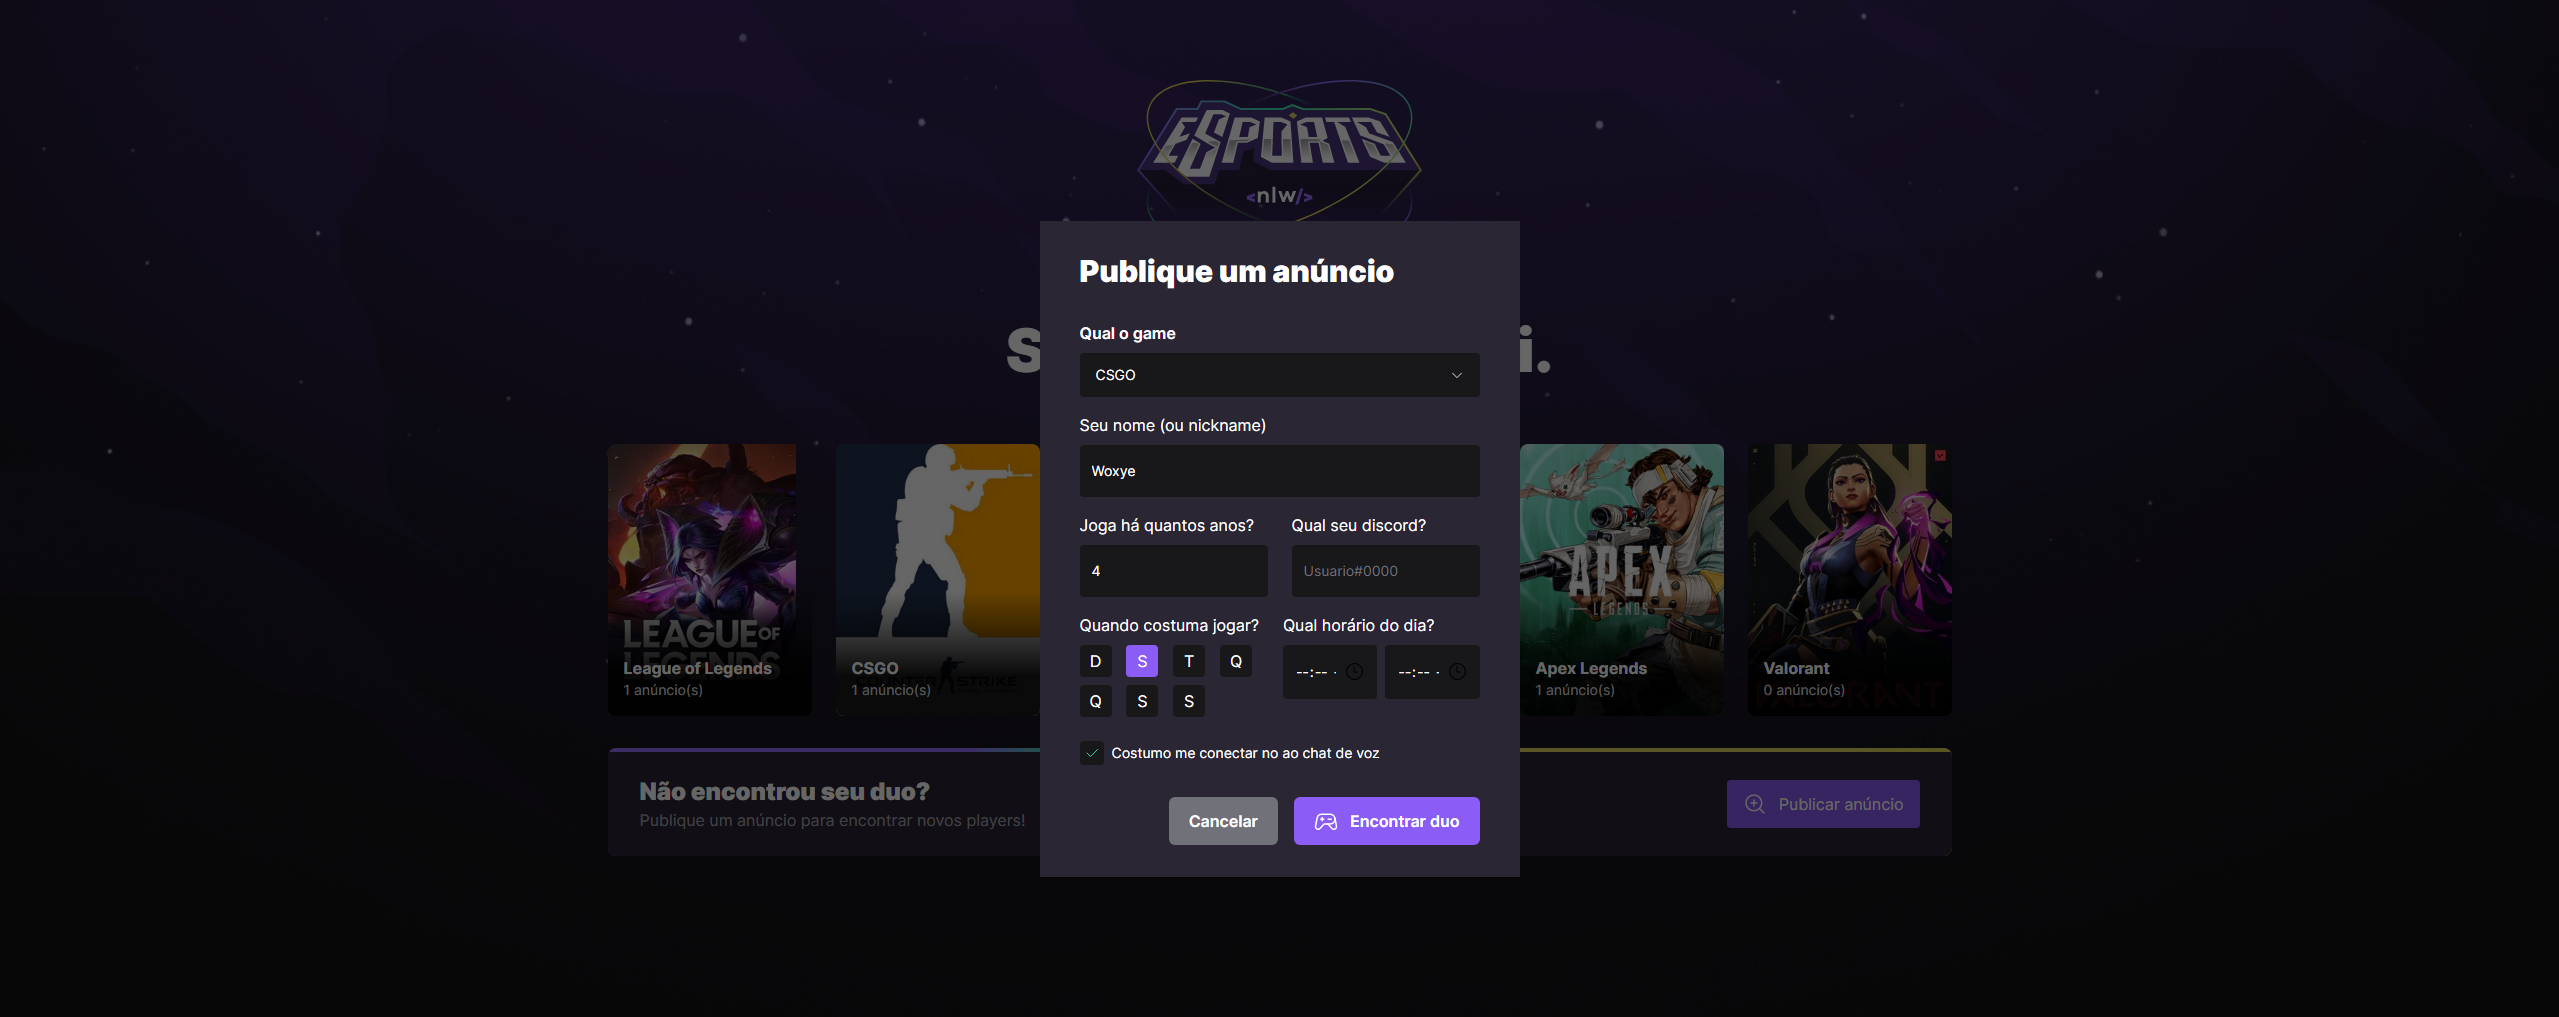 ESPORTS
<nlw/>
Publique um anúncio
S
i.
Qual o game
CSGO
Seu nome (ou nickname)
Woxye
Joga há quantos anos?
Qual seu discord?
4
Usuario#0000
Quando costuma jogar?
Qual horário do dia?
D S T Q
Q S S
--:-- -
--:-- -
Costumo me conectar no ao chat de voz
Cancelar
Encontrar duo
LEAGUE OF
LEGENDS
League of Legends
1 anúncio(s)
COUNTER STRIKE
CSGO
1 anúncio(s)
APEX
LEGENDS
Apex Legends
1 anúncio(s)
VALORANT
Valorant
0 anúncio(s)
Não encontrou seu duo?
Publique um anúncio para encontrar novos players!
Publicar anúncio